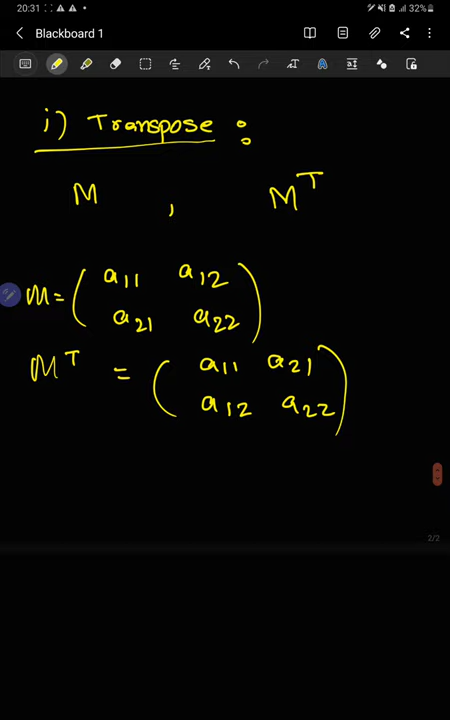 20:31 32%
Blackboard 1
i) Transpose :
M , M^T
M = ( a11 a12
a21 a22 )
M^T = ( a11 a21
a12 a22 )
2/2